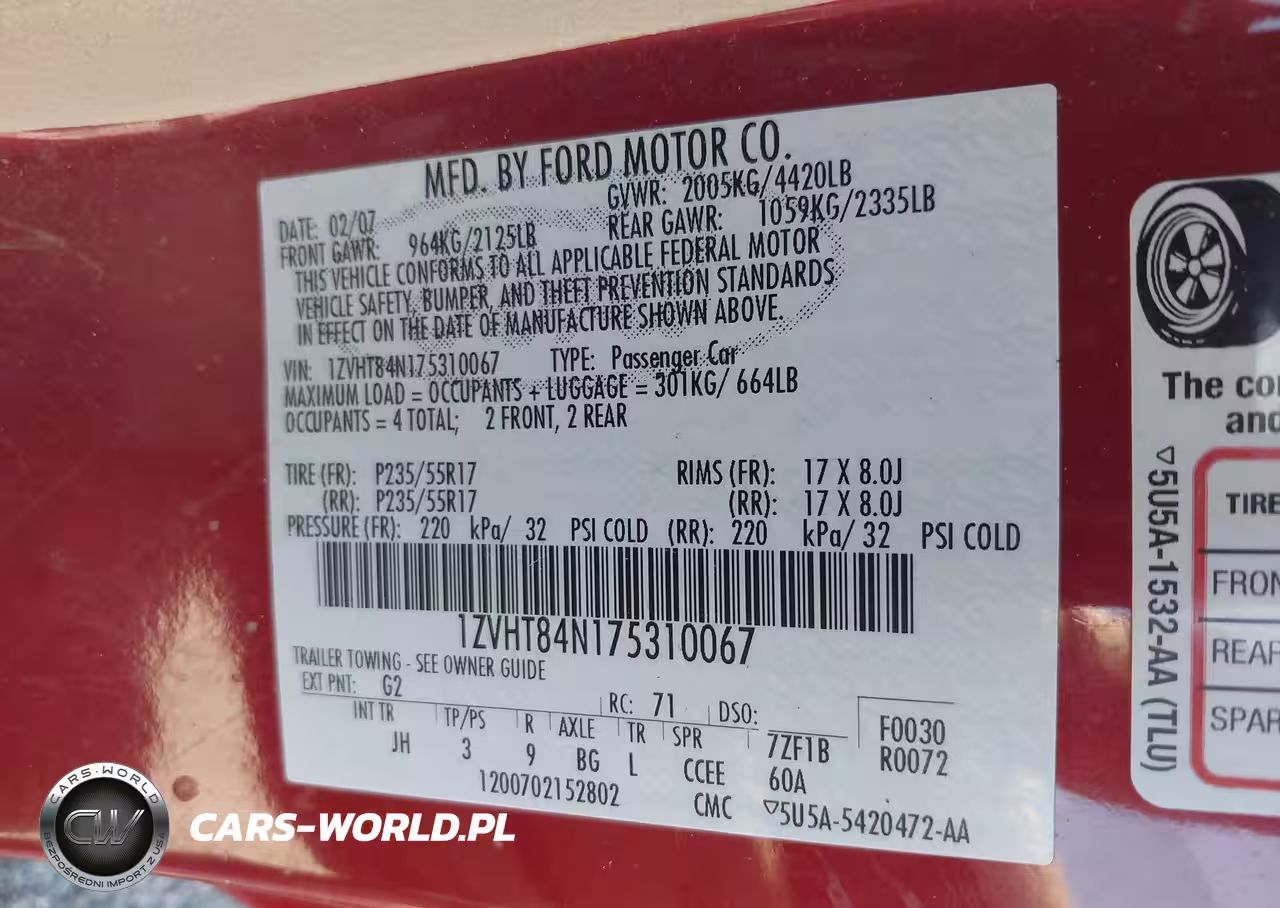 MFD. BY FORD MOTOR CO.
DATE: 02/07 GVWR: 2005KG/4420LB
FRONT GAWR: 964KG/2125LB REAR GAWR: 1059KG/2335LB
THIS VEHICLE CONFORMS TO ALL APPLICABLE FEDERAL MOTOR
VEHICLE SAFETY, BUMPER, AND THEFT PREVENTION STANDARDS
IN EFFECT ON THE DATE OF MANUFACTURE SHOWN ABOVE.
VIN: 1ZVHT84N175310067 TYPE: Passenger Car
MAXIMUM LOAD = OCCUPANTS + LUGGAGE = 301KG/ 664LB
OCCUPANTS = 4 TOTAL; 2 FRONT, 2 REAR
TIRE (FR): P235/55R17 RIMS (FR): 17 X 8.0J
(RR): P235/55R17 (RR): 17 X 8.0J
PRESSURE (FR): 220 kPa/ 32 PSI COLD (RR): 220 kPa/ 32 PSI COLD
1ZVHT84N175310067
TRAILER TOWING - SEE OWNER GUIDE
EXT PNT: G2 RC: 71 DSO:
INT TR TP/PS R AXLE TR SPR 7ZF1B F0030
JH 3 9 BG L CCEE 60A R0072
1200702152802 CMC ▽5U5A-5420472-AA
The co
and
▽5U5A-1532-AA (TLU)
TIRE
FRON
REAR
SPAR
CARS-WORLD
CW
BEZPOŚREDNI IMPORT Z USA
CARS-WORLD.PL